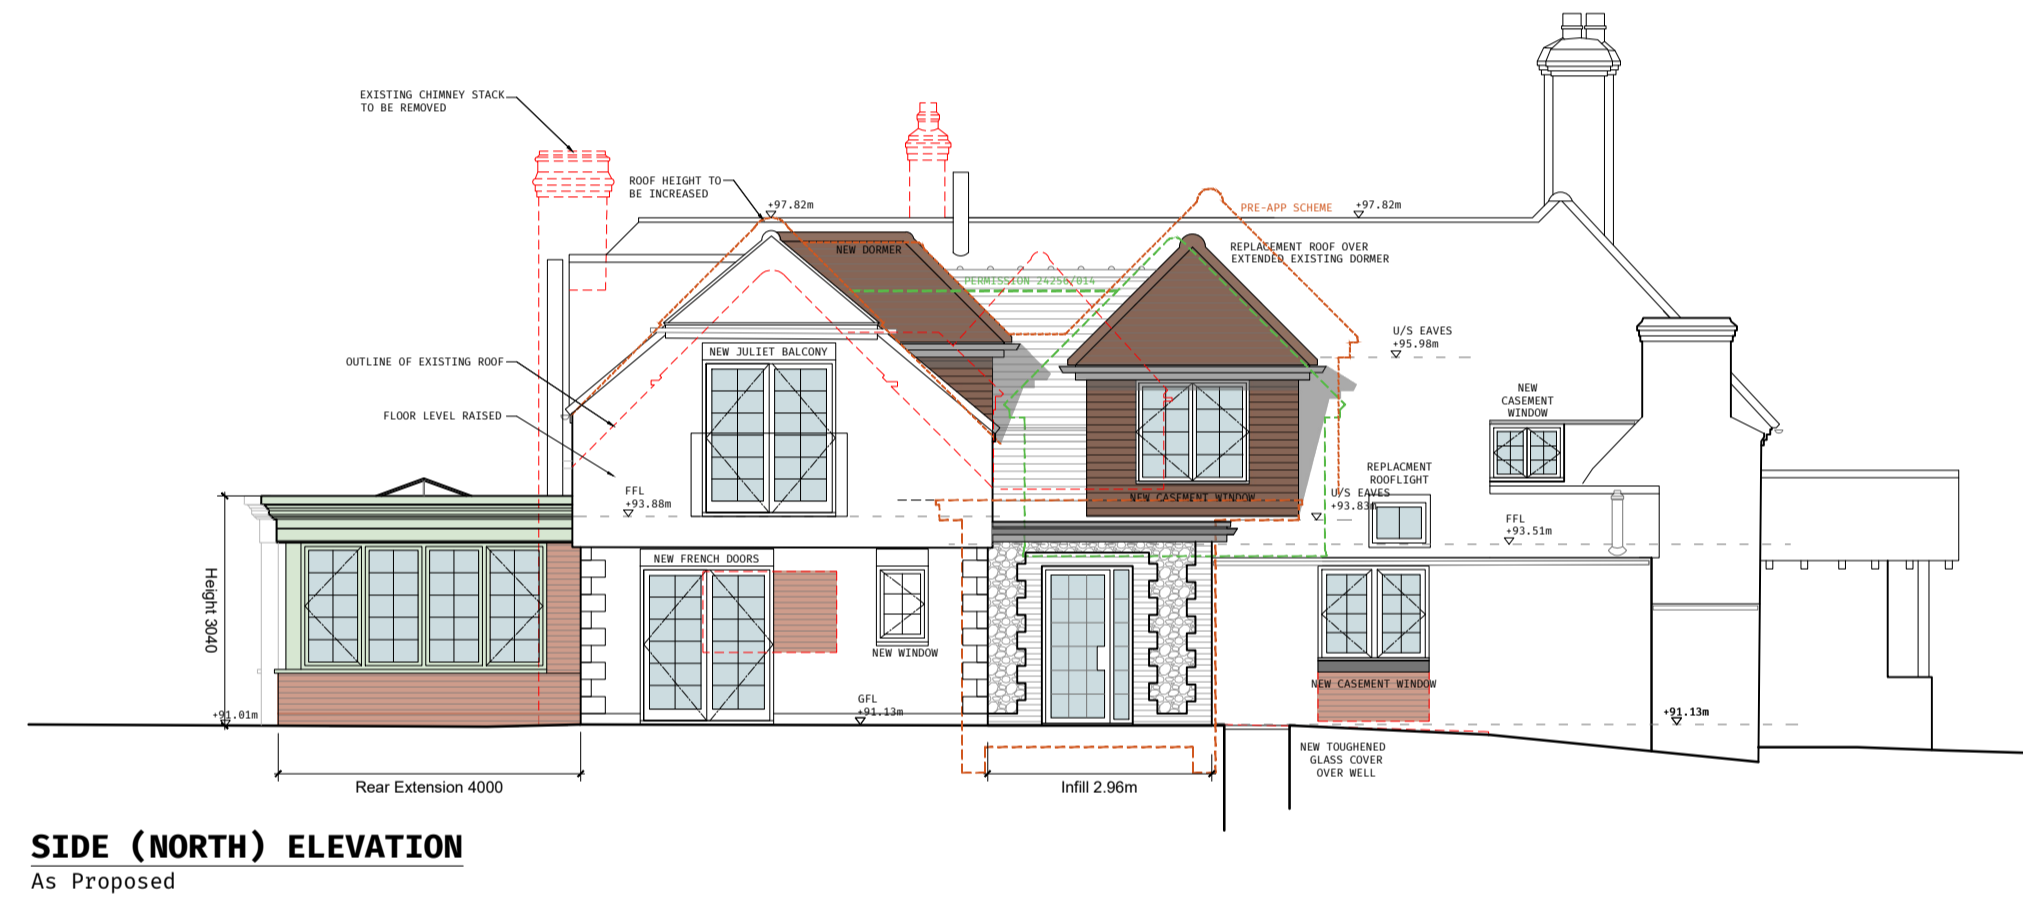 EXISTING CHIMNEY STACK
TO BE REMOVED
ROOF HEIGHT TO
BE INCREASED
+97.82m
PRE-APP SCHEME
+97.82m
NEW DORMER
REPLACEMENT ROOF OVER
EXTENDED EXISTING DORMER
PERMISSION 24256/014
U/S EAVES
+95.98m
OUTLINE OF EXISTING ROOF
NEW JULIET BALCONY
FLOOR LEVEL RAISED
NEW
CASEMENT
WINDOW
REPLACMENT
ROOFLIGHT
FFL
+93.88m
NEW CASEMENT WINDOW
U/S EAVES
+93.83m
FFL
+93.51m
NEW FRENCH DOORS
Height 3040
NEW WINDOW
NEW CASEMENT WINDOW
GFL
+91.13m
+91.01m
+91.13m
NEW TOUGHENED
GLASS COVER
OVER WELL
Rear Extension 4000
Infill 2.96m
SIDE (NORTH) ELEVATION
As Proposed